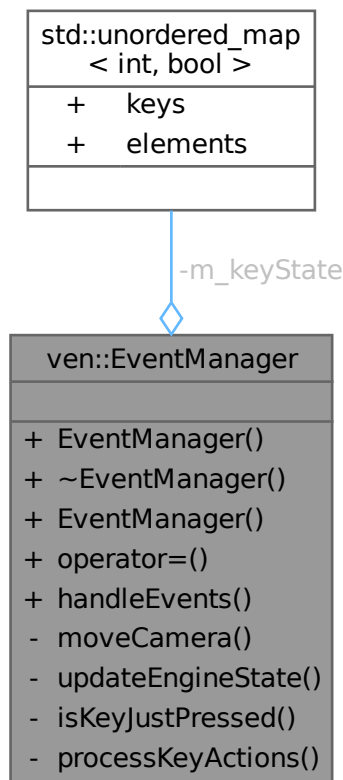 std::unordered_map
< int, bool >
+ keys
+ elements
-m_keyState
ven::EventManager
+ EventManager()
+ ~EventManager()
+ EventManager()
+ operator=()
+ handleEvents()
- moveCamera()
- updateEngineState()
- isKeyJustPressed()
- processKeyActions()